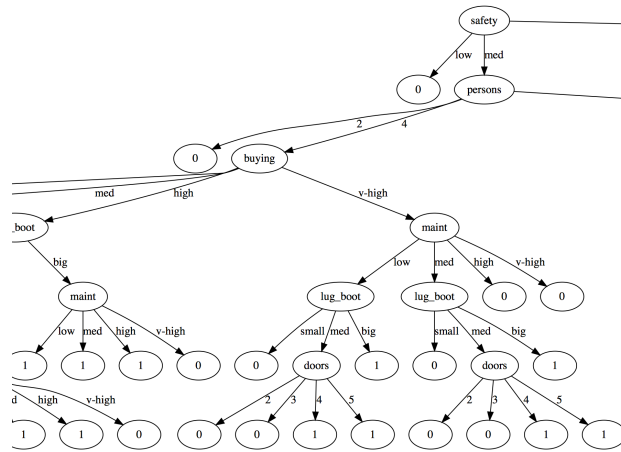 safety
low med
0 persons
2 4
0 buying
med high v-high
_boot maint
big low med high v-high
maint lug_boot lug_boot 0 0
low med high v-high small med big small med big
1 1 1 0 0 doors 1 0 doors 1
d high v-high 2 3 4 5 2 3 4 5
1 1 0 0 0 1 1 0 0 1 1